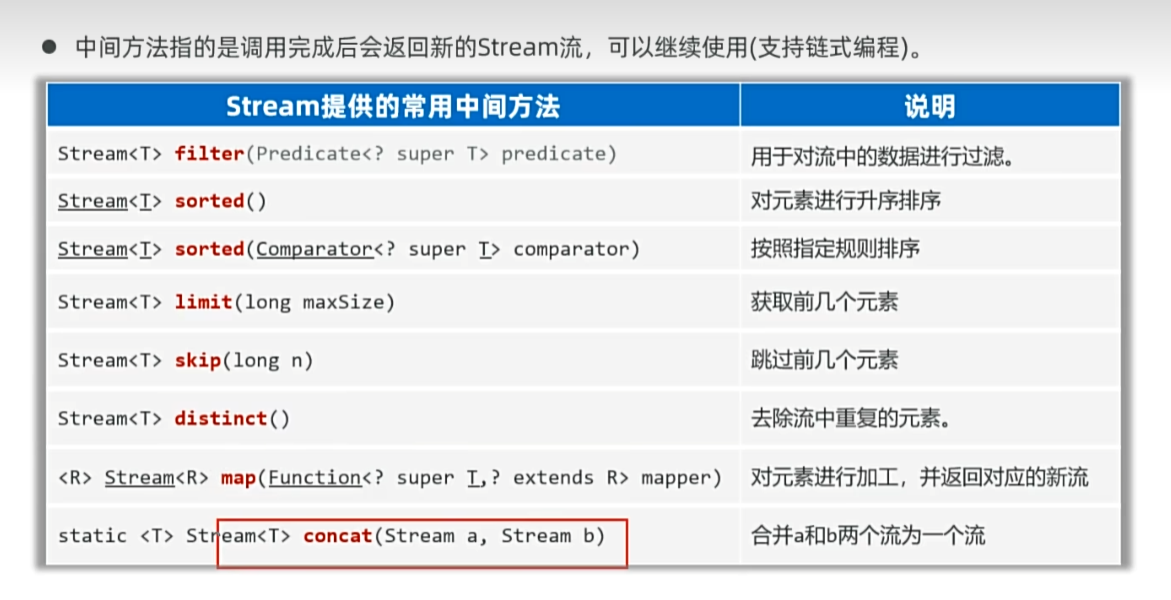 ● 中间方法指的是调用完成后会返回新的Stream流，可以继续使用(支持链式编程)。
Stream提供的常用中间方法 说明
Stream<T> filter(Predicate<? super T> predicate) 用于对流中的数据进行过滤。
Stream<T> sorted() 对元素进行升序排序
Stream<T> sorted(Comparator<? super T> comparator) 按照指定规则排序
Stream<T> limit(long maxSize) 获取前几个元素
Stream<T> skip(long n) 跳过前几个元素
Stream<T> distinct() 去除流中重复的元素。
<R> Stream<R> map(Function<? super T,? extends R> mapper) 对元素进行加工，并返回对应的新流
static <T> Stream<T> concat(Stream a, Stream b) 合并a和b两个流为一个流